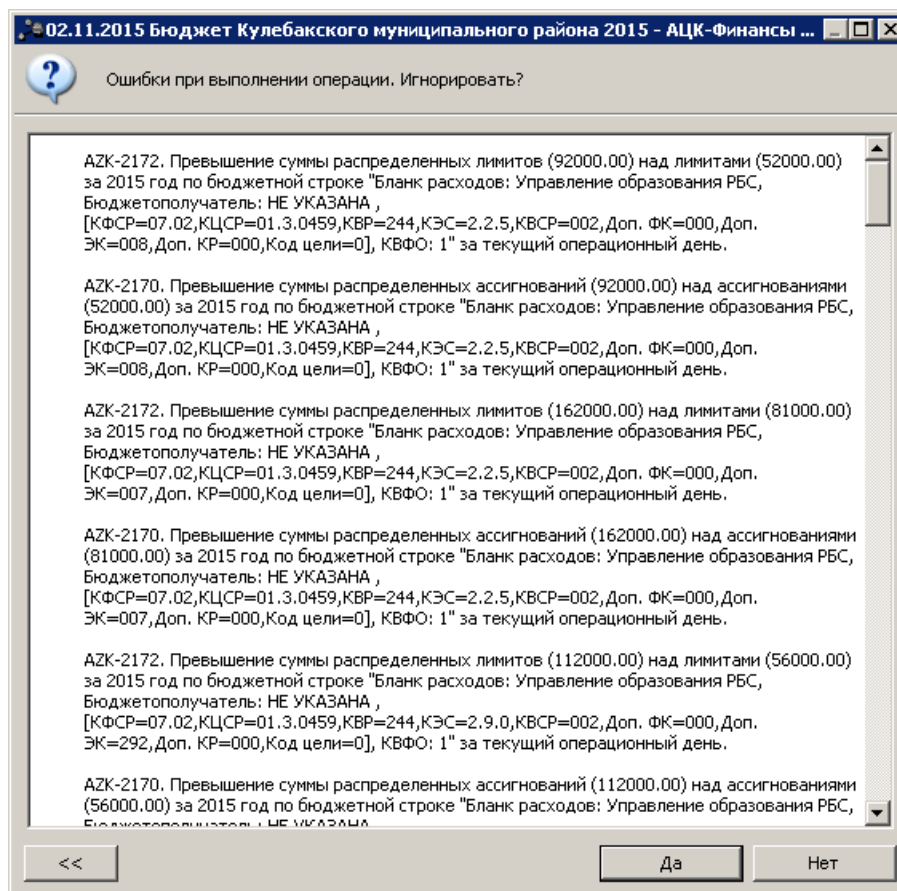 02.11.2015 Бюджет Кулебакского муниципального района 2015 - АЦК-Финансы ...
Ошибки при выполнении операции. Игнорировать?
AZK-2172. Превышение суммы распределенных лимитов (92000.00) над лимитами (52000.00)
за 2015 год по бюджетной строке "Бланк расходов: Управление образования РБС,
Бюджетополучатель: НЕ УКАЗАНА ,
[КФСР=07.02,КЦСР=01.3.0459,КВР=244,КЭС=2.2.5,КВСР=002,Доп. ФК=000,Доп.
ЭК=008,Доп. КР=000,Код цели=0], КВФО: 1" за текущий операционный день.
AZK-2170. Превышение суммы распределенных ассигнований (92000.00) над ассигнованиями
(52000.00) за 2015 год по бюджетной строке "Бланк расходов: Управление образования РБС,
Бюджетополучатель: НЕ УКАЗАНА ,
[КФСР=07.02,КЦСР=01.3.0459,КВР=244,КЭС=2.2.5,КВСР=002,Доп. ФК=000,Доп.
ЭК=008,Доп. КР=000,Код цели=0], КВФО: 1" за текущий операционный день.
AZK-2172. Превышение суммы распределенных лимитов (162000.00) над лимитами (81000.00)
за 2015 год по бюджетной строке "Бланк расходов: Управление образования РБС,
Бюджетополучатель: НЕ УКАЗАНА ,
[КФСР=07.02,КЦСР=01.3.0459,КВР=244,КЭС=2.2.5,КВСР=002,Доп. ФК=000,Доп.
ЭК=007,Доп. КР=000,Код цели=0], КВФО: 1" за текущий операционный день.
AZK-2170. Превышение суммы распределенных ассигнований (162000.00) над ассигнованиями
(81000.00) за 2015 год по бюджетной строке "Бланк расходов: Управление образования РБС,
Бюджетополучатель: НЕ УКАЗАНА ,
[КФСР=07.02,КЦСР=01.3.0459,КВР=244,КЭС=2.2.5,КВСР=002,Доп. ФК=000,Доп.
ЭК=007,Доп. КР=000,Код цели=0], КВФО: 1" за текущий операционный день.
AZK-2172. Превышение суммы распределенных лимитов (112000.00) над лимитами (56000.00)
за 2015 год по бюджетной строке "Бланк расходов: Управление образования РБС,
Бюджетополучатель: НЕ УКАЗАНА ,
[КФСР=07.02,КЦСР=01.3.0459,КВР=244,КЭС=2.9.0,КВСР=002,Доп. ФК=000,Доп.
ЭК=292,Доп. КР=000,Код цели=0], КВФО: 1" за текущий операционный день.
AZK-2170. Превышение суммы распределенных ассигнований (112000.00) над ассигнованиями
(56000.00) за 2015 год по бюджетной строке "Бланк расходов: Управление образования РБС,
Бюджетополучатель: НЕ УКАЗАНА
<<
Да
Нет